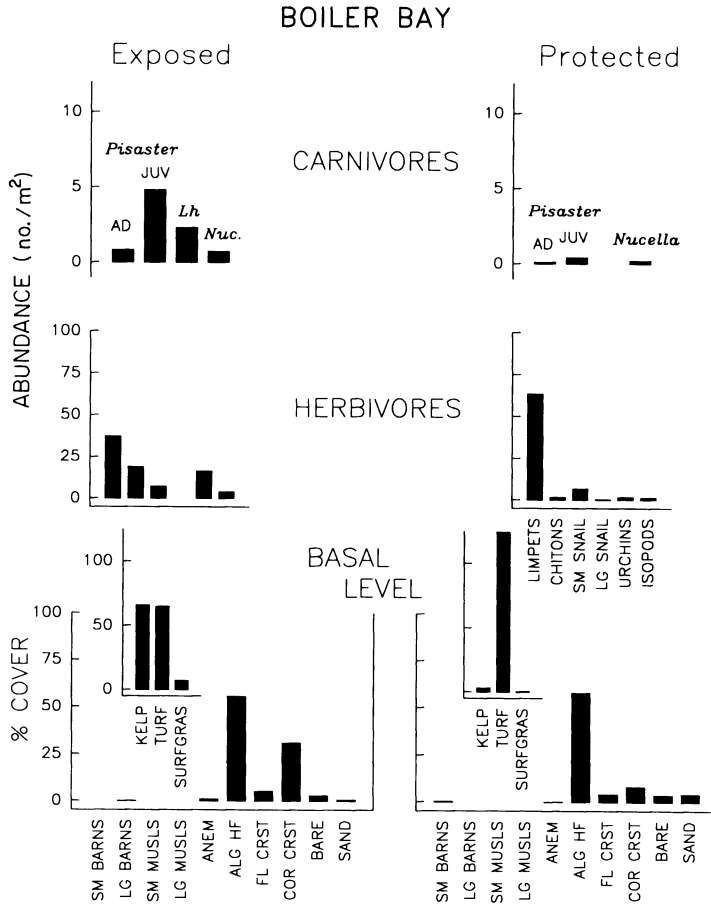 BOILER BAY
Exposed
Protected
ABUNDANCE (no./m²)
10
5
0
Pisaster
AD
JUV
Lh
Nuc.
CARNIVORES
10
5
0
Pisaster
AD
JUV
Nucella
100
75
50
25
0
HERBIVORES
LIMPETS
CHITONS
SM SNAIL
LG SNAIL
URCHINS
ISOPODS
BASAL
LEVEL
% COVER
100
75
50
25
0
100
50
0
KELP
TURF
SURFGRAS
SM BARNS
LG BARNS
SM MUSLS
LG MUSLS
ANEM
ALG HF
FL CRST
COR CRST
BARE
SAND
KELP
TURF
SURFGRAS
SM BARNS
LG BARNS
SM MUSLS
LG MUSLS
ANEM
ALG HF
FL CRST
COR CRST
BARE
SAND